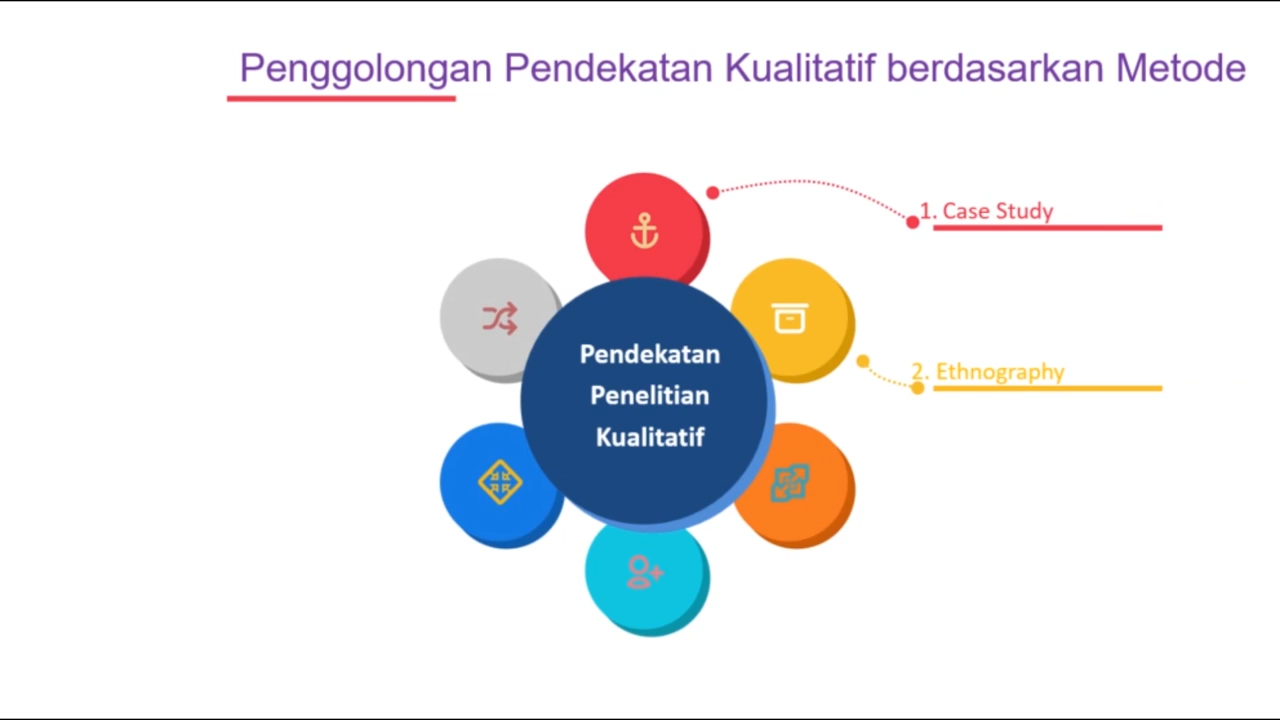 Penggolongan Pendekatan Kualitatif berdasarkan Metode
1. Case Study
Pendekatan
Penelitian
Kualitatif
2. Ethnography